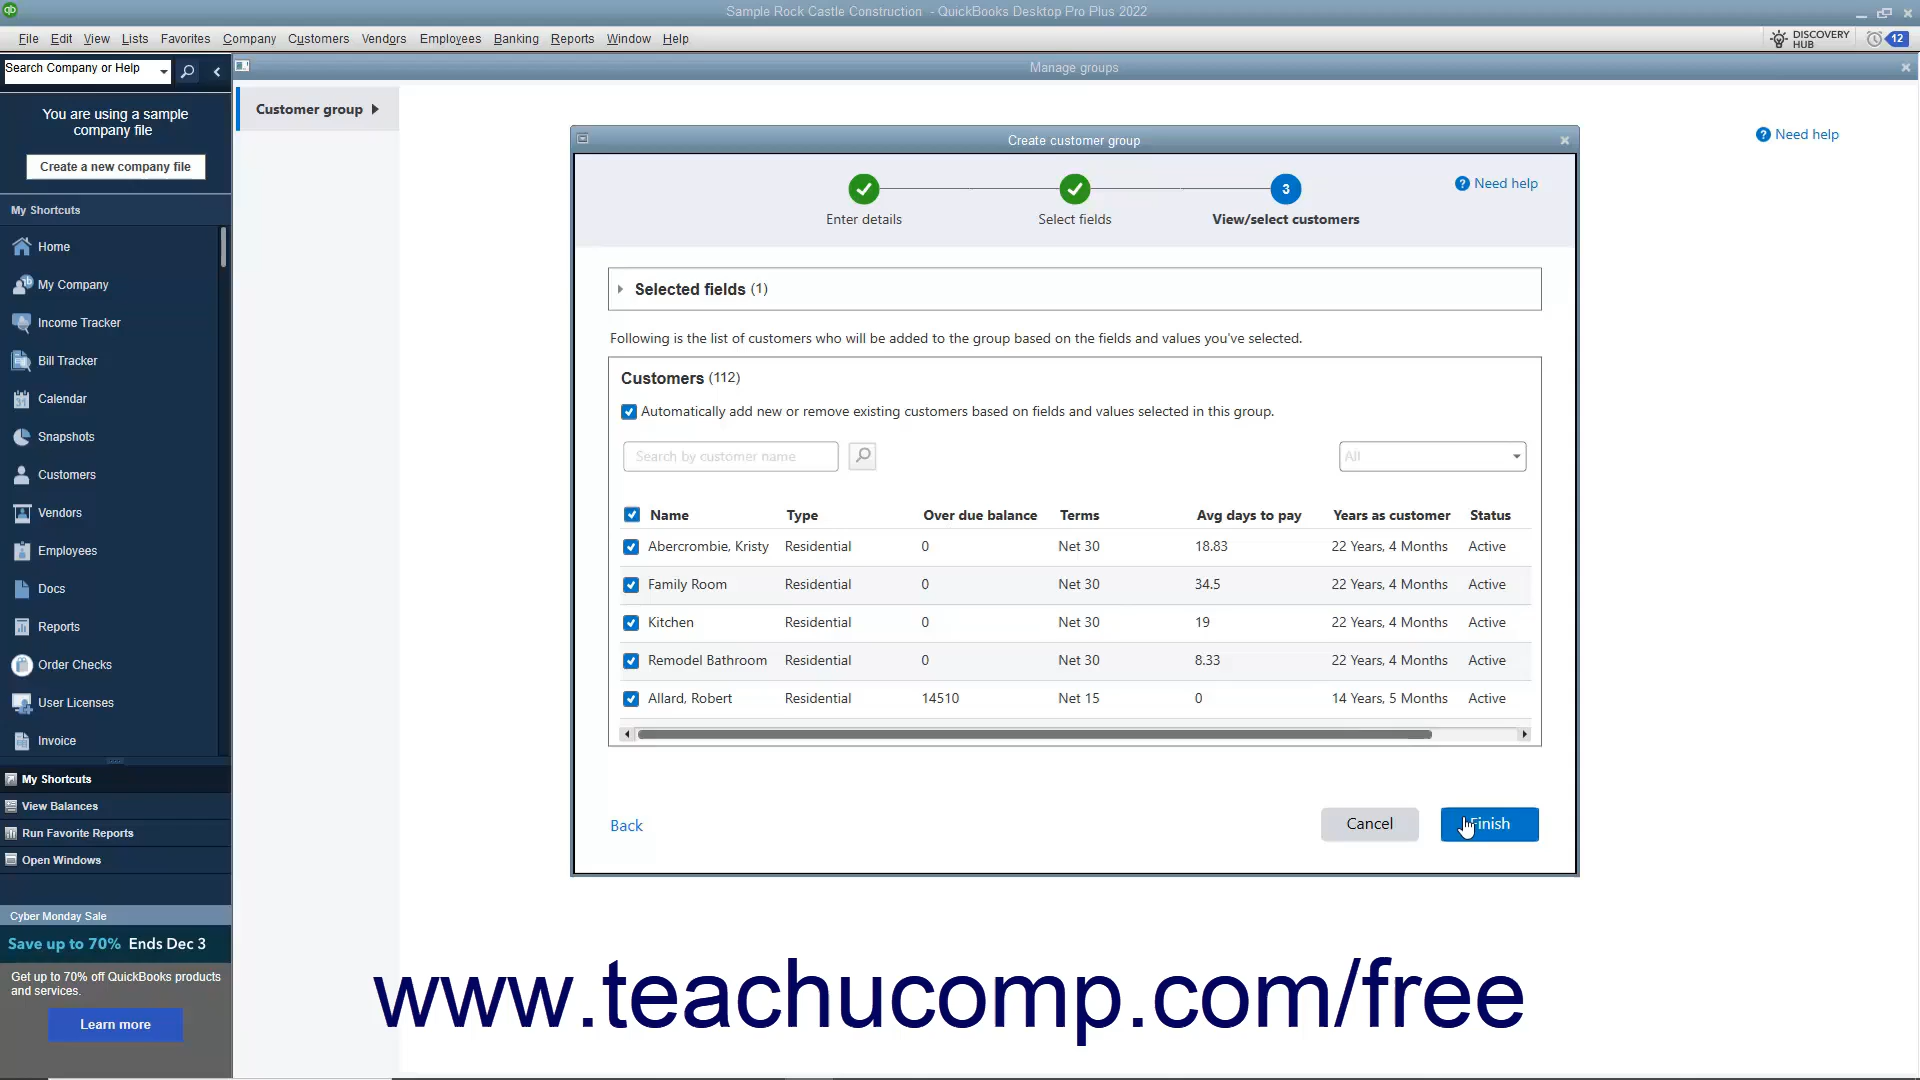 Sample Rock Castle Construction - QuickBooks Desktop Pro Plus 2022
File Edit View Lists Favorites Company Customers Vendors Employees Banking Reports Window Help
DISCOVERY
HUB
12
Search Company or Help
Manage groups
You are using a sample
company file
Create a new company file
My Shortcuts
Home
My Company
Income Tracker
Bill Tracker
Calendar
Snapshots
Customers
Vendors
Employees
Docs
Reports
Order Checks
User Licenses
Invoice
My Shortcuts
View Balances
Run Favorite Reports
Open Windows
Cyber Monday Sale
Save up to 70% Ends Dec 3
Get up to 70% off QuickBooks products
and services.
Learn more
Customer group
Need help
Create customer group
3
Need help
Enter details Select fields View/select customers
Selected fields (1)
Following is the list of customers who will be added to the group based on the fields and values you've selected.
Customers (112)
Automatically add new or remove existing customers based on fields and values selected in this group.
Search by customer name
All
Name Type Over due balance Terms Avg days to pay Years as customer Status
Abercrombie, Kristy Residential 0 Net 30 18.83 22 Years, 4 Months Active
Family Room Residential 0 Net 30 34.5 22 Years, 4 Months Active
Kitchen Residential 0 Net 30 19 22 Years, 4 Months Active
Remodel Bathroom Residential 0 Net 30 8.33 22 Years, 4 Months Active
Allard, Robert Residential 14510 Net 15 0 14 Years, 5 Months Active
Back
Cancel
Finish
www.teachucomp.com/free